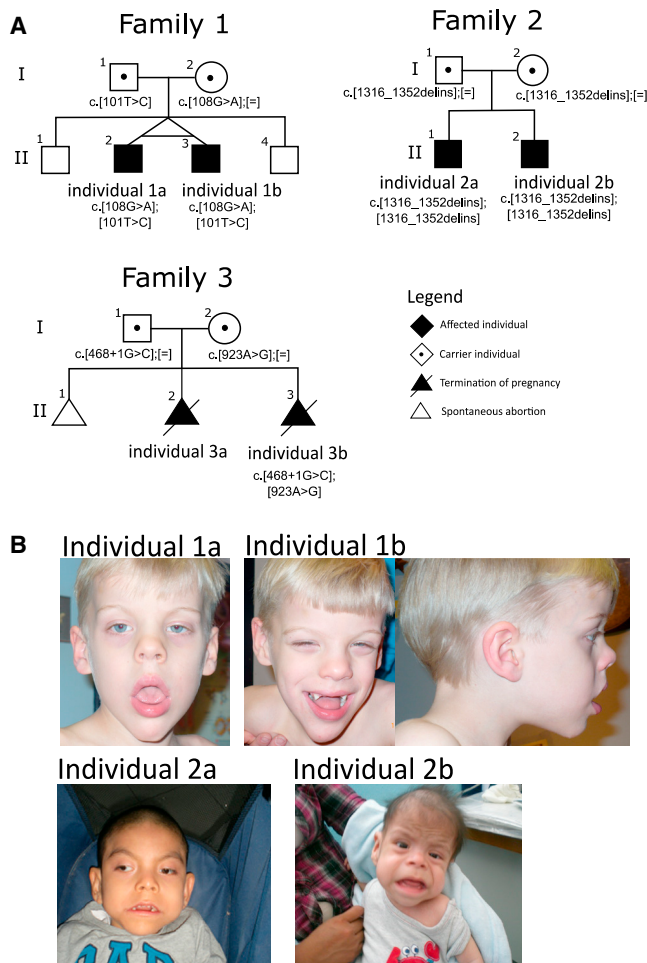 A
Family 1
I
1
2
c.[101T>C]
c.[108G>A];[=]
II
1
2
3
4
individual 1a
individual 1b
c.[108G>A];
[101T>C]
c.[108G>A];
[101T>C]
Family 2
I
1
2
c.[1316_1352delins];[=]
c.[1316_1352delins];[=]
II
1
2
individual 2a
individual 2b
c.[1316_1352delins];
[1316_1352delins]
c.[1316_1352delins];
[1316_1352delins]
Family 3
I
1
2
c.[468+1G>C];[=]
c.[923A>G];[=]
II
1
2
3
individual 3a
individual 3b
c.[468+1G>C];
[923A>G]
Legend
Affected individual
Carrier individual
Termination of pregnancy
Spontaneous abortion
B
Individual 1a
Individual 1b
Individual 2a
Individual 2b